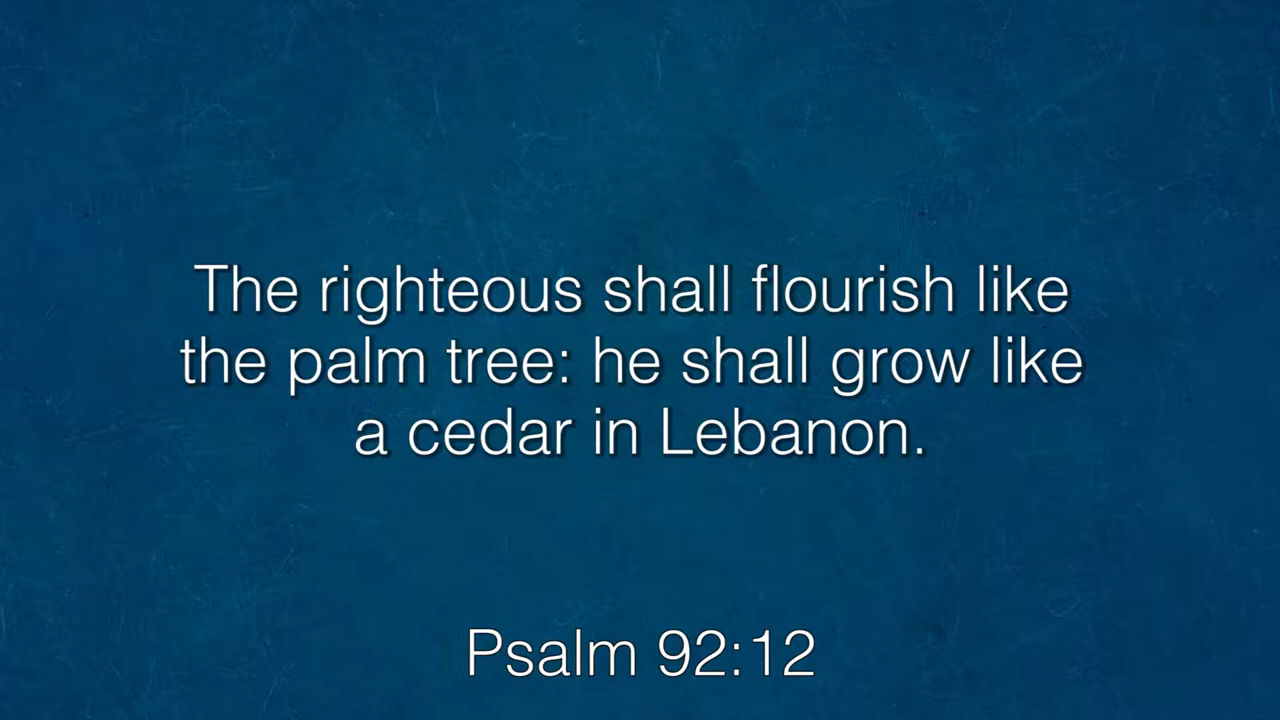 The righteous shall flourish like
the palm tree: he shall grow like
a cedar in Lebanon.
Psalm 92:12